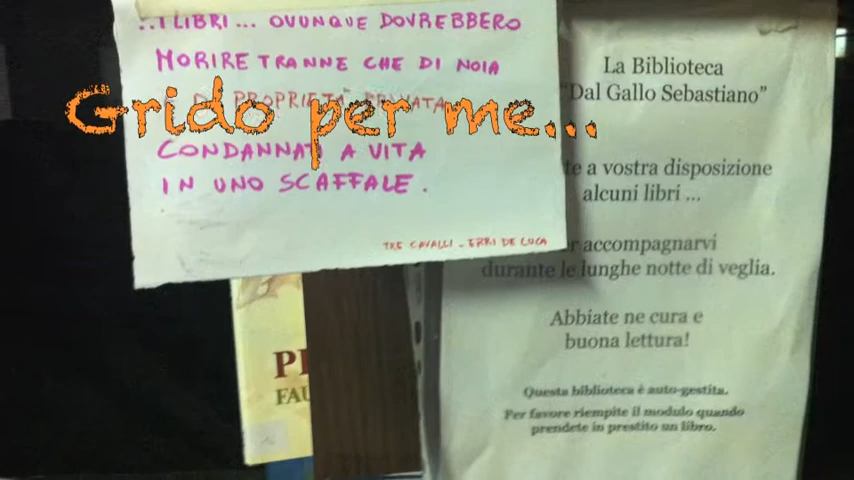 ..I LIBRI... OVUNQUE DOVREBBERO
MORIRE TRANNE CHE DI NOIA
E DI PROPRIETA' PRIVATA
CONDANNATI A VITA
IN UNO SCAFFALE.
TRE CAVALLI - ERRI DE LUCA
Grido per me...
La Biblioteca
"Dal Gallo Sebastiano"
a vostra disposizione
alcuni libri ...
accompagnarvi
durante le lunghe notte di veglia.
Abbiate ne cura e
buona lettura!
Questa biblioteca è auto-gestita.
Per favore riempite il modulo quando
prendete in prestito un libro.